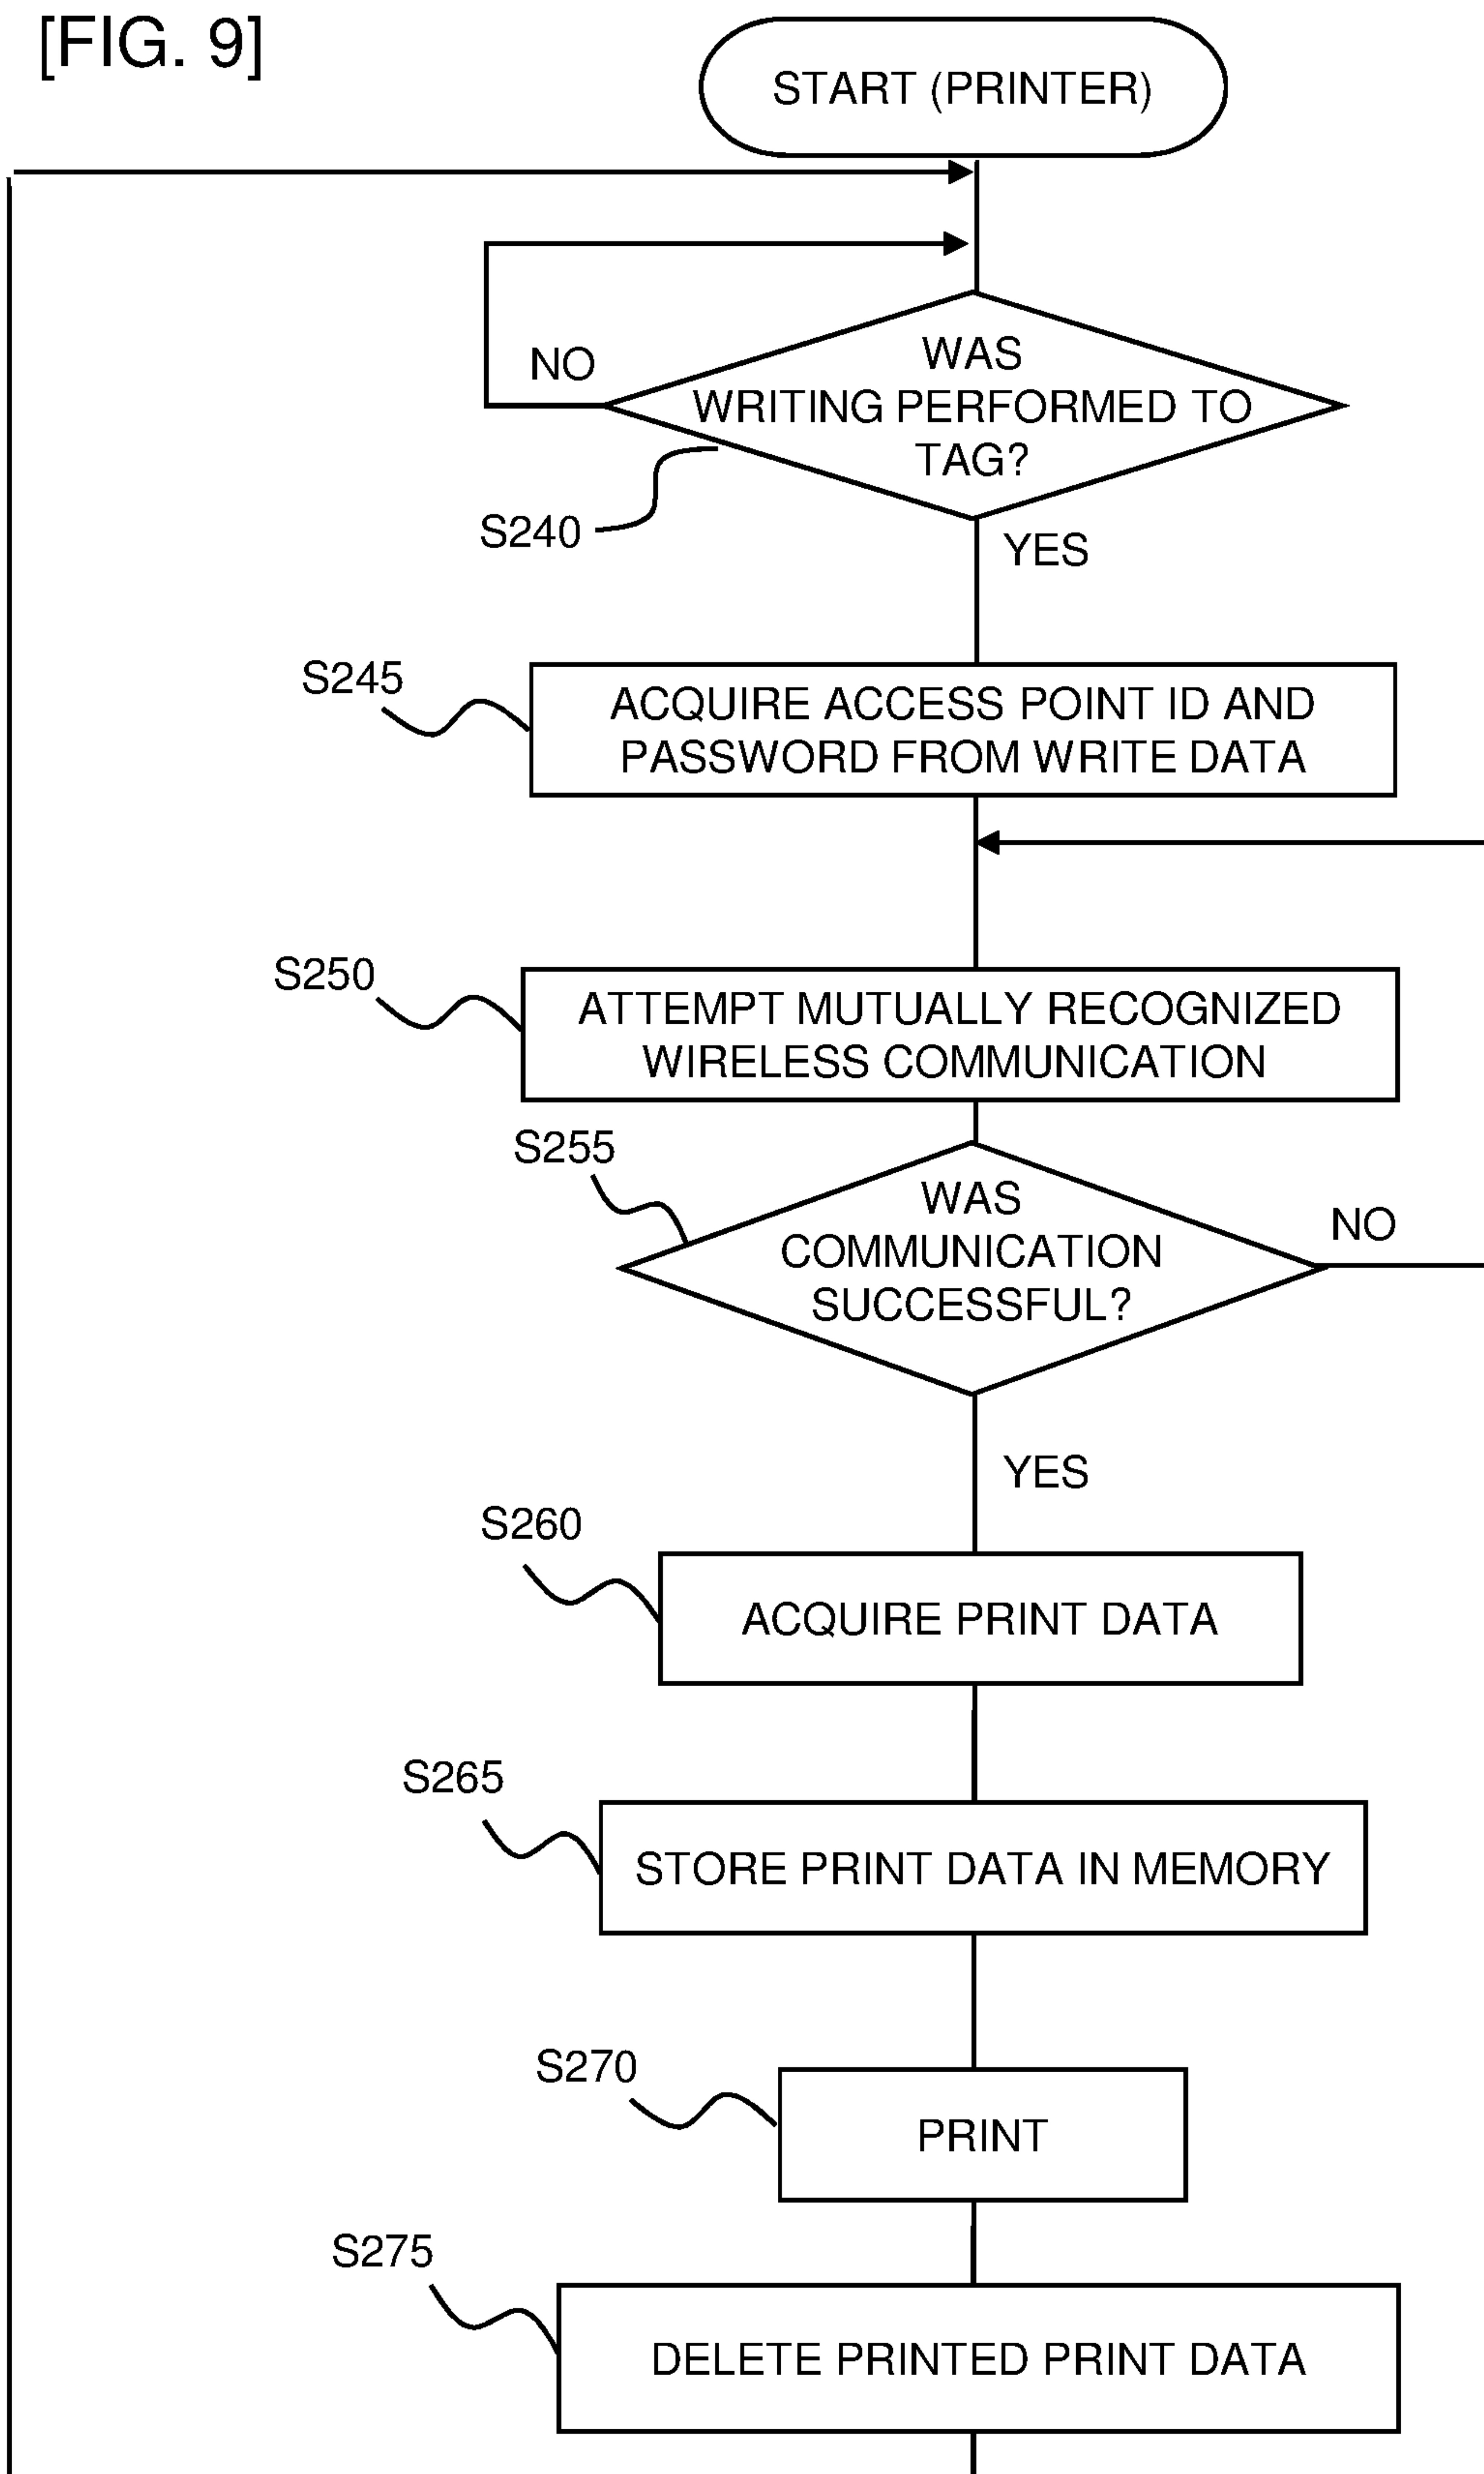 [FIG. 9]
START (PRINTER)
NO
WAS
WRITING PERFORMED TO
TAG?
S240
YES
S245
ACQUIRE ACCESS POINT ID AND
PASSWORD FROM WRITE DATA
S250
ATTEMPT MUTUALLY RECOGNIZED
WIRELESS COMMUNICATION
S255
WAS
COMMUNICATION
SUCCESSFUL?
NO
YES
S260
ACQUIRE PRINT DATA
S265
STORE PRINT DATA IN MEMORY
S270
PRINT
S275
DELETE PRINTED PRINT DATA